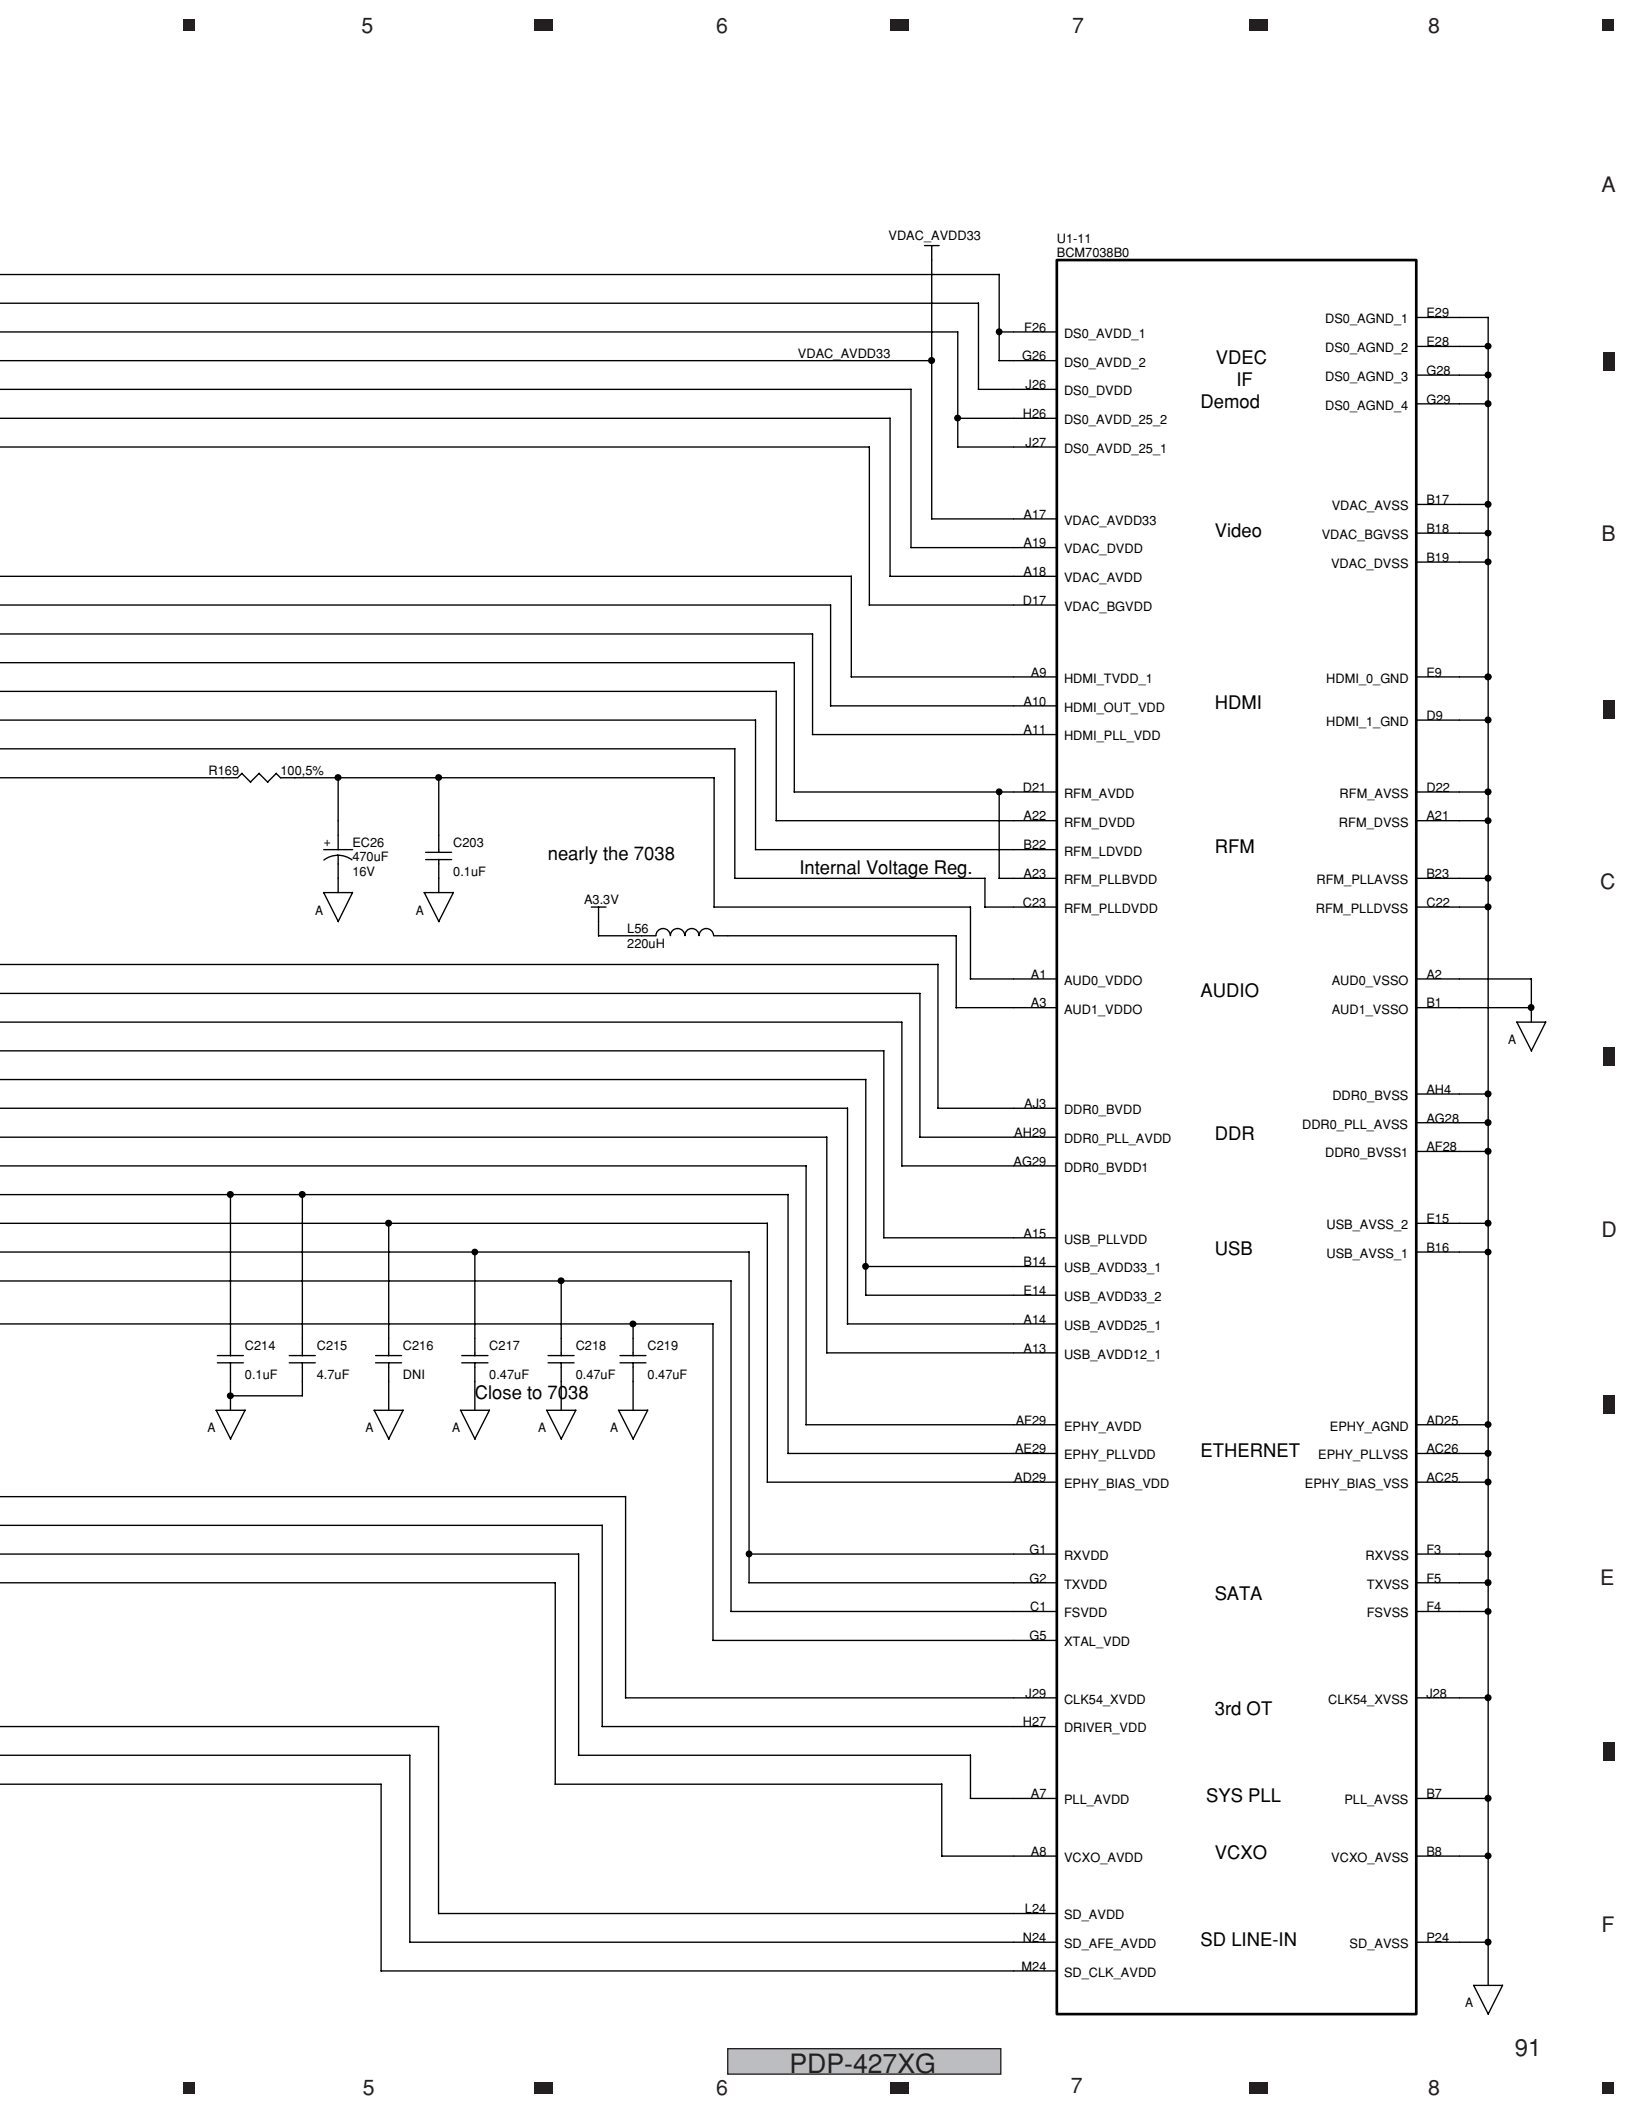 5 6 7 8
A
VDAC_AVDD33
U1-11
BCM7038B0
DS0_AGND_1 E29
F26 DS0_AVDD_1
DS0_AGND_2 E28
VDAC_AVDD33
G26 DS0_AVDD_2
VDEC
IF
Demod
DS0_AGND_3 G28
J26 DS0_DVDD
DS0_AGND_4 G29
H26 DS0_AVDD_25_2
J27 DS0_AVDD_25_1
VDAC_AVSS B17
A17 VDAC_AVDD33
Video
VDAC_BGVSS B18
B
A19 VDAC_DVDD
VDAC_DVSS B19
A18 VDAC_AVDD
D17 VDAC_BGVDD
A9 HDMI_TVDD_1
HDMI_0_GND E9
A10 HDMI_OUT_VDD
HDMI
HDMI_1_GND D9
A11 HDMI_PLL_VDD
R169 100,5%
D21 RFM_AVDD
RFM_AVSS D22
A22 RFM_DVDD
RFM_DVSS A21
+ EC26
470uF
16V
C203
0.1uF
nearly the 7038
B22 RFM_LDVDD
RFM
Internal Voltage Reg.
A23 RFM_PLLBVDD
RFM_PLLAVSS B23
C
C23 RFM_PLLDVDD
RFM_PLLDVSS C22
A A
A3.3V
L56
220uH
A1 AUD0_VDDO
AUDIO
AUD0_VSSO A2
A3 AUD1_VDDO
AUD1_VSSO B1
A
DDR0_BVSS AH4
AJ3 DDR0_BVDD
DDR0_PLL_AVSS AG28
AH29 DDR0_PLL_AVDD
DDR
DDR0_BVSS1 AF28
AG29 DDR0_BVDD1
USB_AVSS_2 E15
D
A15 USB_PLLVDD
USB
USB_AVSS_1 B16
B14 USB_AVDD33_1
E14 USB_AVDD33_2
A14 USB_AVDD25_1
A13 USB_AVDD12_1
C214 C215 C216 C217 C218 C219
0.1uF 4.7uF DNI 0.47uF 0.47uF 0.47uF
Close to 7038
A A A A A
AF29 EPHY_AVDD
EPHY_AGND AD25
AE29 EPHY_PLLVDD
ETHERNET
EPHY_PLLVSS AC26
AD29 EPHY_BIAS_VDD
EPHY_BIAS_VSS AC25
G1 RXVDD
RXVSS F3
E
G2 TXVDD
SATA
TXVSS F5
C1 FSVDD
FSVSS F4
G5 XTAL_VDD
J29 CLK54_XVDD
3rd OT
CLK54_XVSS J28
H27 DRIVER_VDD
A7 PLL_AVDD
SYS PLL
PLL_AVSS B7
A8 VCXO_AVDD
VCXO
VCXO_AVSS B8
L24 SD_AVDD
F
N24 SD_AFE_AVDD
SD LINE-IN
SD_AVSS P24
M24 SD_CLK_AVDD
A
91
PDP-427XG
5 6 7 8